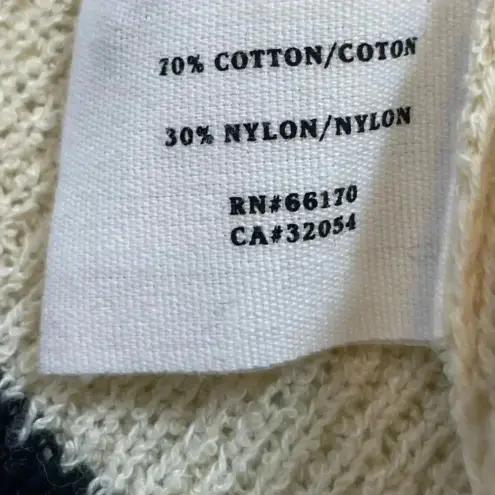 70% COTTON/COTON
30% NYLON/NYLON
RN#66170
CA#32054